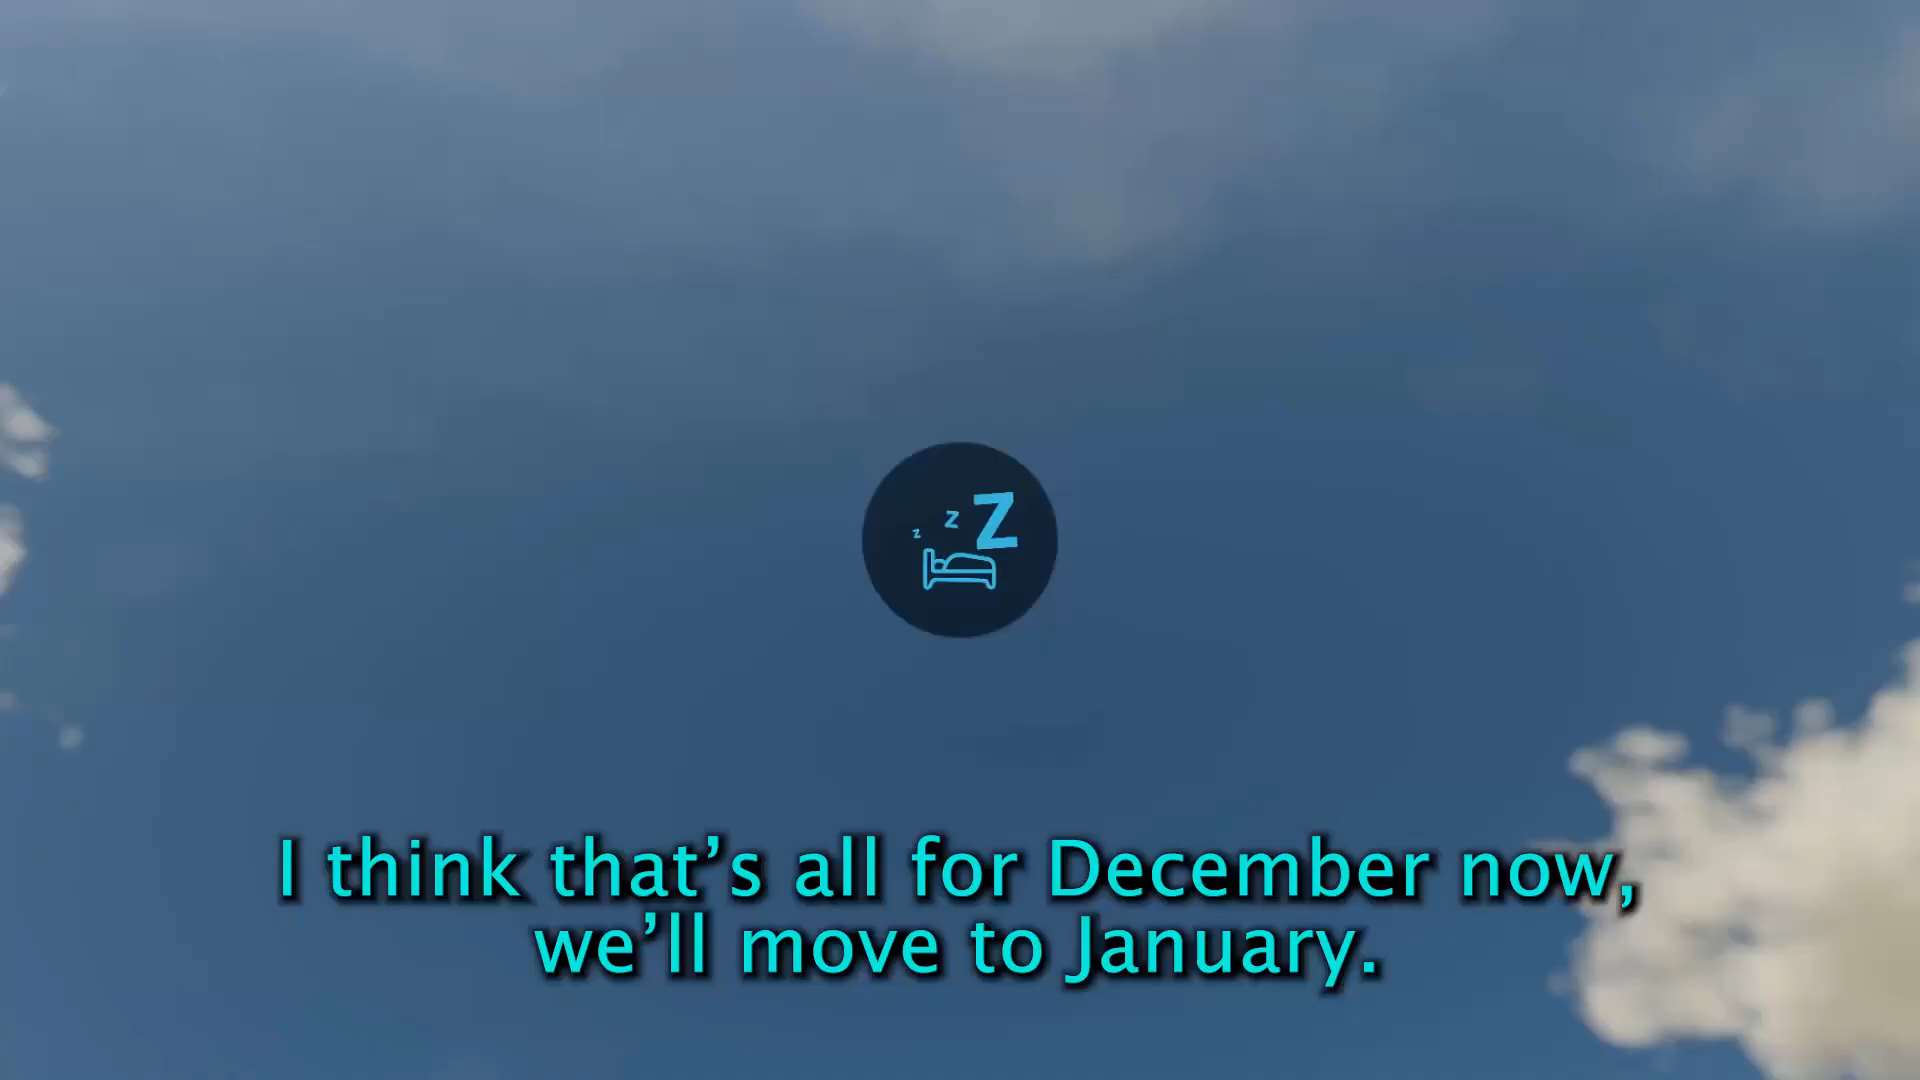 z z Z
I think that’s all for December now,
we’ll move to January.